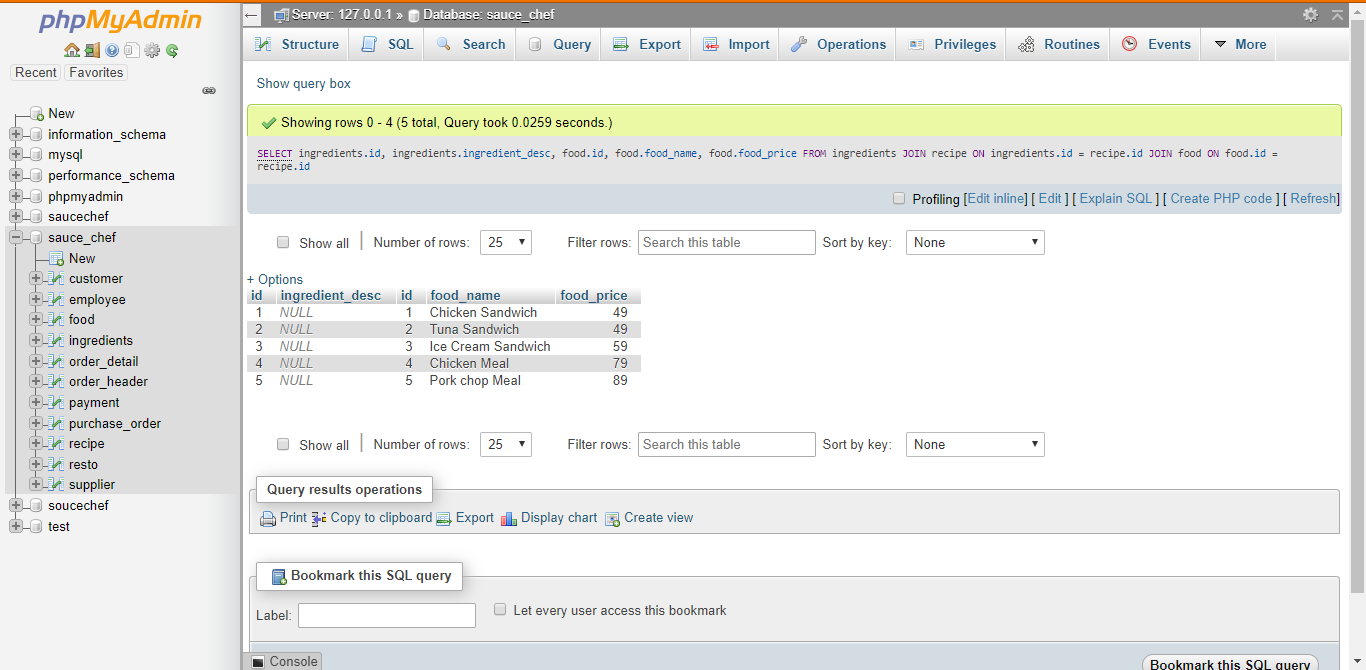 phpMyAdmin
Recent Favorites
New
information_schema
mysql
performance_schema
phpmyadmin
saucechef
sauce_chef
New
customer
employee
food
ingredients
order_detail
order_header
payment
purchase_order
recipe
resto
supplier
soucechef
test
Server: 127.0.0.1 » Database: sauce_chef
Structure SQL Search Query Export Import Operations Privileges Routines Events More
Show query box
Showing rows 0 - 4 (5 total, Query took 0.0259 seconds.)
SELECT ingredients.id, ingredients.ingredient_desc, food.id, food.food_name, food.food_price FROM ingredients JOIN recipe ON ingredients.id = recipe.id JOIN food ON food.id =
recipe.id
Profiling [Edit inline] [ Edit ] [ Explain SQL ] [ Create PHP code ] [ Refresh]
Show all Number of rows: 25 Filter rows: Search this table Sort by key: None
+ Options
id ingredient_desc id food_name food_price
1 NULL 1 Chicken Sandwich 49
2 NULL 2 Tuna Sandwich 49
3 NULL 3 Ice Cream Sandwich 59
4 NULL 4 Chicken Meal 79
5 NULL 5 Pork chop Meal 89
Show all Number of rows: 25 Filter rows: Search this table Sort by key: None
Query results operations
Print Copy to clipboard Export Display chart Create view
Bookmark this SQL query
Label: Let every user access this bookmark
Console
Bookmark this SQL query